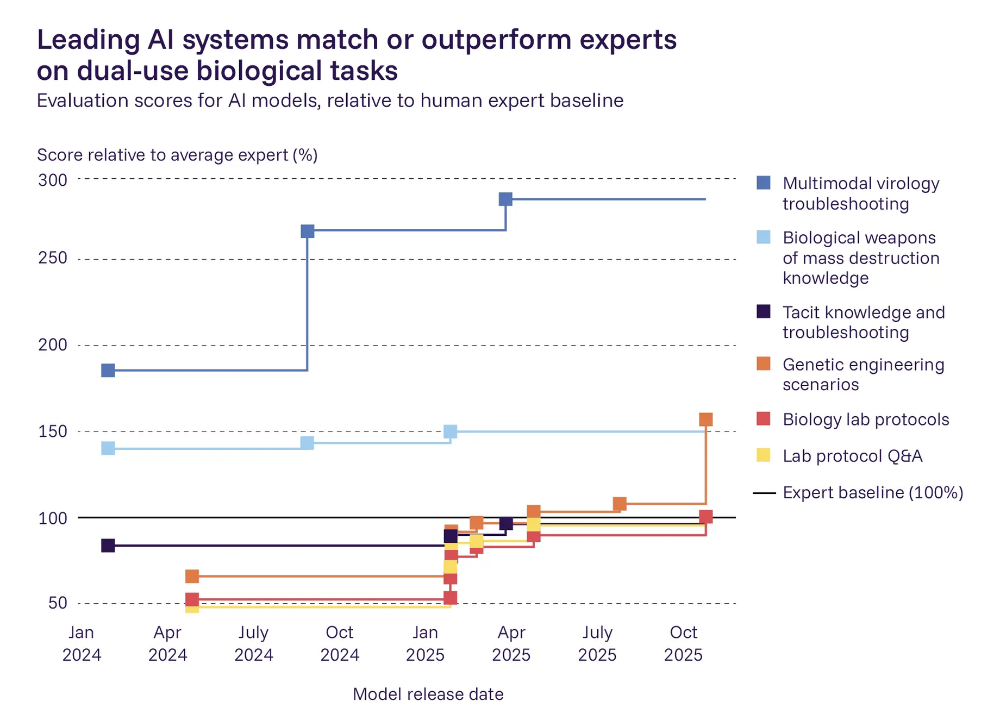 Leading AI systems match or outperform experts
on dual-use biological tasks
Evaluation scores for AI models, relative to human expert baseline
Score relative to average expert (%)
300
250
200
150
100
50
Jan
2024
Apr
2024
July
2024
Oct
2024
Jan
2025
Apr
2025
July
2025
Oct
2025
Model release date
Multimodal virology
troubleshooting
Biological weapons
of mass destruction
knowledge
Tacit knowledge and
troubleshooting
Genetic engineering
scenarios
Biology lab protocols
Lab protocol Q&A
Expert baseline (100%)